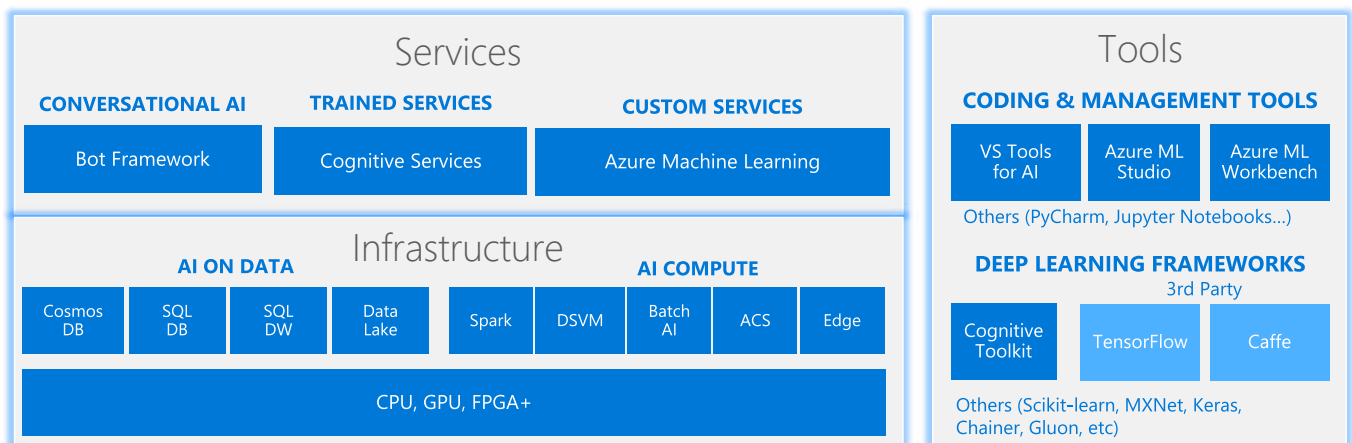 Services
CONVERSATIONAL AI
Bot Framework
TRAINED SERVICES
Cognitive Services
CUSTOM SERVICES
Azure Machine Learning
Infrastructure
AI ON DATA
Cosmos
DB
SQL
DB
SQL
DW
Data
Lake
AI COMPUTE
Spark
DSVM
Batch
AI
ACS
Edge
CPU, GPU, FPGA+
Tools
CODING & MANAGEMENT TOOLS
VS Tools
for AI
Azure ML
Studio
Azure ML
Workbench
Others (PyCharm, Jupyter Notebooks...)
DEEP LEARNING FRAMEWORKS
3rd Party
Cognitive
Toolkit
TensorFlow
Caffe
Others (Scikit-learn, MXNet, Keras,
Chainer, Gluon, etc)